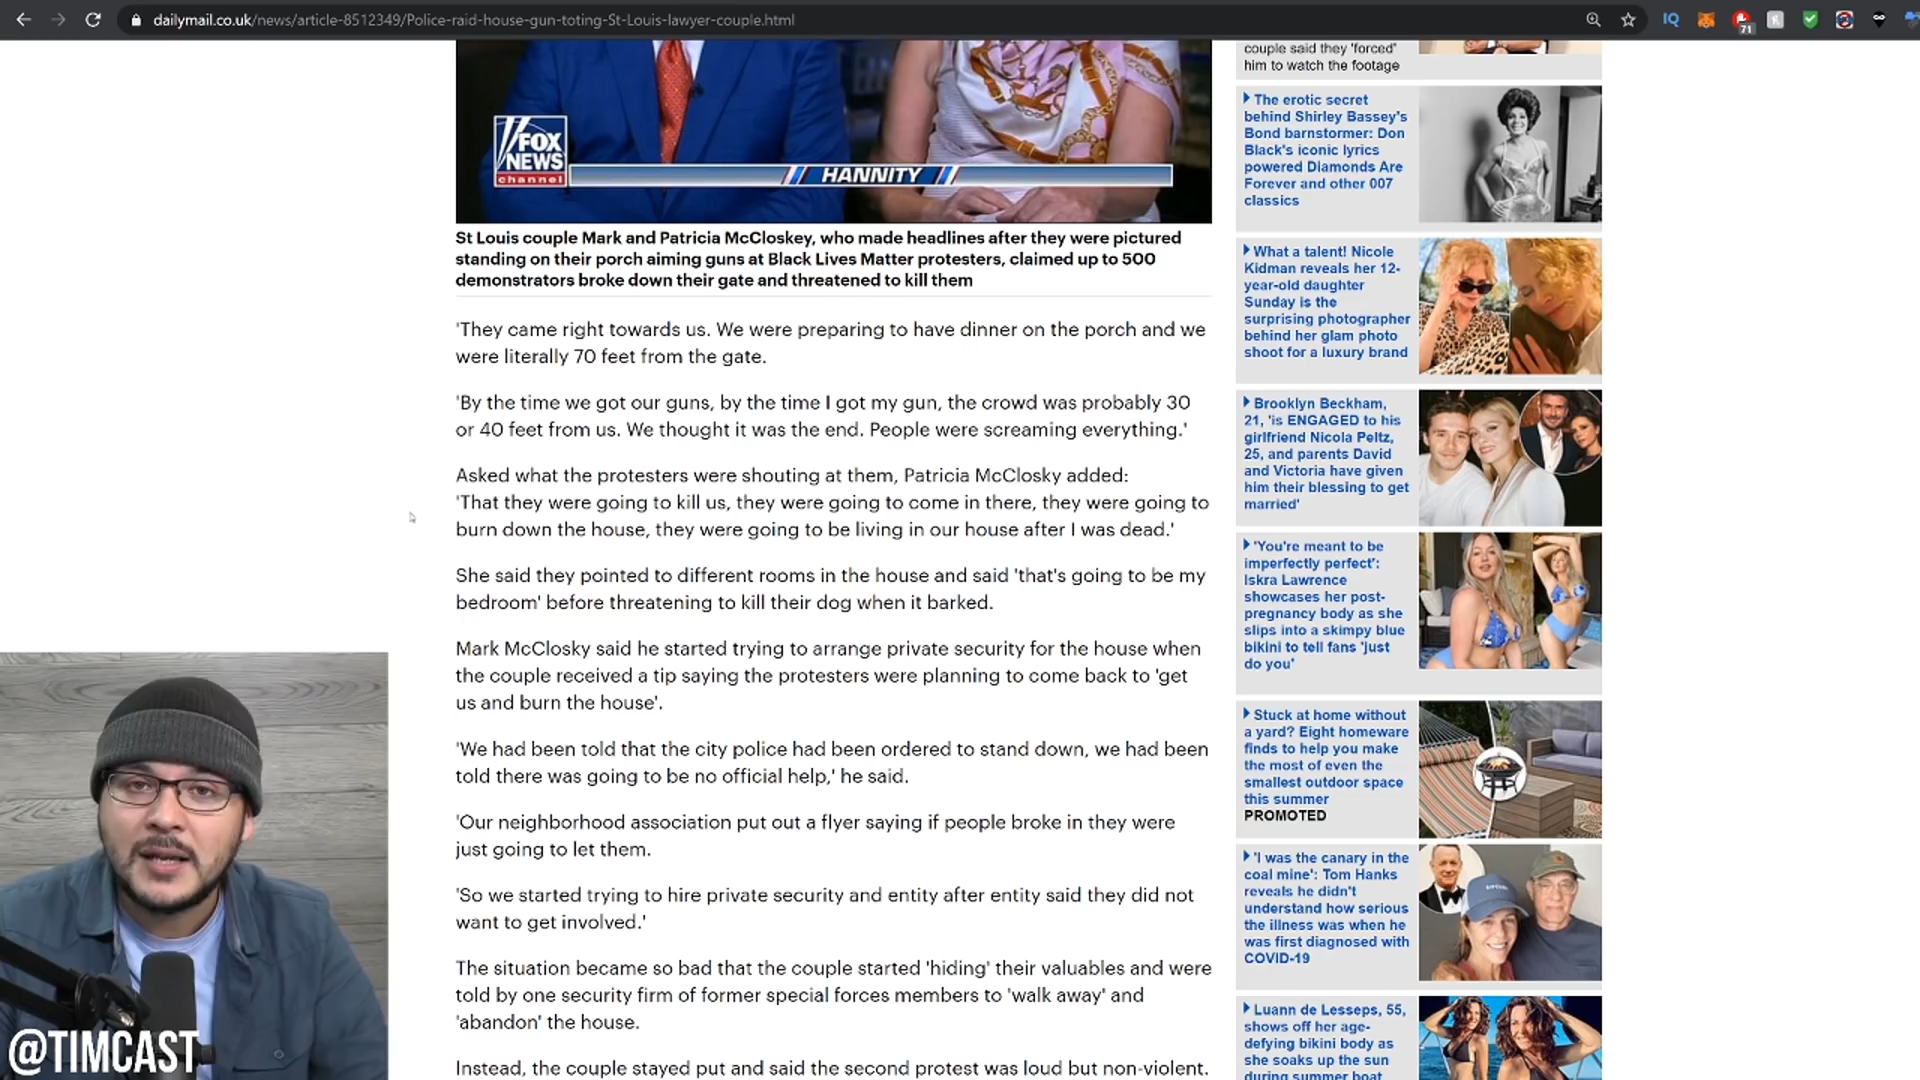 dailymail.co.uk/news/article-8512349/Police-raid-house-gun-toting-St-Louis-lawyer-couple.html
IQ
71
FOX
NEWS
channel
HANNITY
St Louis couple Mark and Patricia McCloskey, who made headlines after they were pictured
standing on their porch aiming guns at Black Lives Matter protesters, claimed up to 500
demonstrators broke down their gate and threatened to kill them
'They came right towards us. We were preparing to have dinner on the porch and we
were literally 70 feet from the gate.
'By the time we got our guns, by the time I got my gun, the crowd was probably 30
or 40 feet from us. We thought it was the end. People were screaming everything.'
Asked what the protesters were shouting at them, Patricia McClosky added:
'That they were going to kill us, they were going to come in there, they were going to
burn down the house, they were going to be living in our house after I was dead.'
She said they pointed to different rooms in the house and said 'that's going to be my
bedroom' before threatening to kill their dog when it barked.
Mark McClosky said he started trying to arrange private security for the house when
the couple received a tip saying the protesters were planning to come back to 'get
us and burn the house'.
'We had been told that the city police had been ordered to stand down, we had been
told there was going to be no official help,' he said.
'Our neighborhood association put out a flyer saying if people broke in they were
just going to let them.
'So we started trying to hire private security and entity after entity said they did not
want to get involved.'
The situation became so bad that the couple started 'hiding' their valuables and were
told by one security firm of former special forces members to 'walk away' and
'abandon' the house.
Instead, the couple stayed put and said the second protest was loud but non-violent.
couple said they 'forced'
him to watch the footage
The erotic secret
behind Shirley Bassey's
Bond barnstormer: Don
Black's iconic lyrics
powered Diamonds Are
Forever and other 007
classics
What a talent! Nicole
Kidman reveals her 12-
year-old daughter
Sunday is the
surprising photographer
behind her glam photo
shoot for a luxury brand
Brooklyn Beckham,
21, 'is ENGAGED to his
girlfriend Nicola Peltz,
25, and parents David
and Victoria have given
him their blessing to get
married'
'You're meant to be
imperfectly perfect':
Iskra Lawrence
showcases her post-
pregnancy body as she
slips into a skimpy blue
bikini to tell fans 'just
do you'
Stuck at home without
a yard? Eight homeware
finds to help you make
the most of even the
smallest outdoor space
this summer
PROMOTED
'I was the canary in the
coal mine': Tom Hanks
reveals he didn't
understand how serious
the illness was when he
was first diagnosed with
COVID-19
Luann de Lesseps, 55,
shows off her age-
defying bikini body as
she soaks up the sun
during summer boat
@TIMCAST